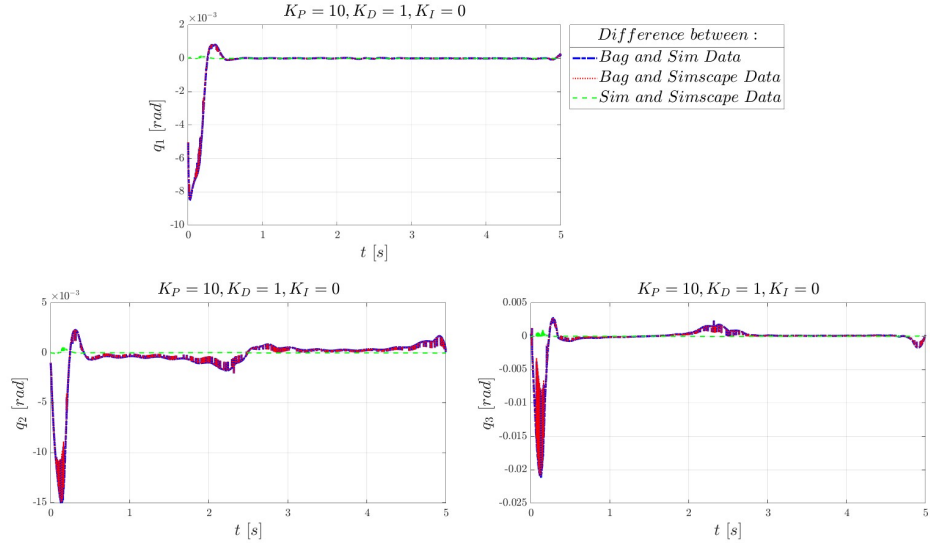 K_P = 10, K_D = 1, K_I = 0
×10⁻³
2
0
-2
-4
-6
-8
-10
q₁ [rad]
0 1 2 3 4 5
t [s]
Difference between :
Bag and Sim Data
Bag and Simscape Data
Sim and Simscape Data
K_P = 10, K_D = 1, K_I = 0
×10⁻³
5
0
-5
-10
-15
q₂ [rad]
0 1 2 3 4 5
t [s]
K_P = 10, K_D = 1, K_I = 0
0.005
0
-0.005
-0.01
-0.015
-0.02
-0.025
q₃ [rad]
0 1 2 3 4 5
t [s]